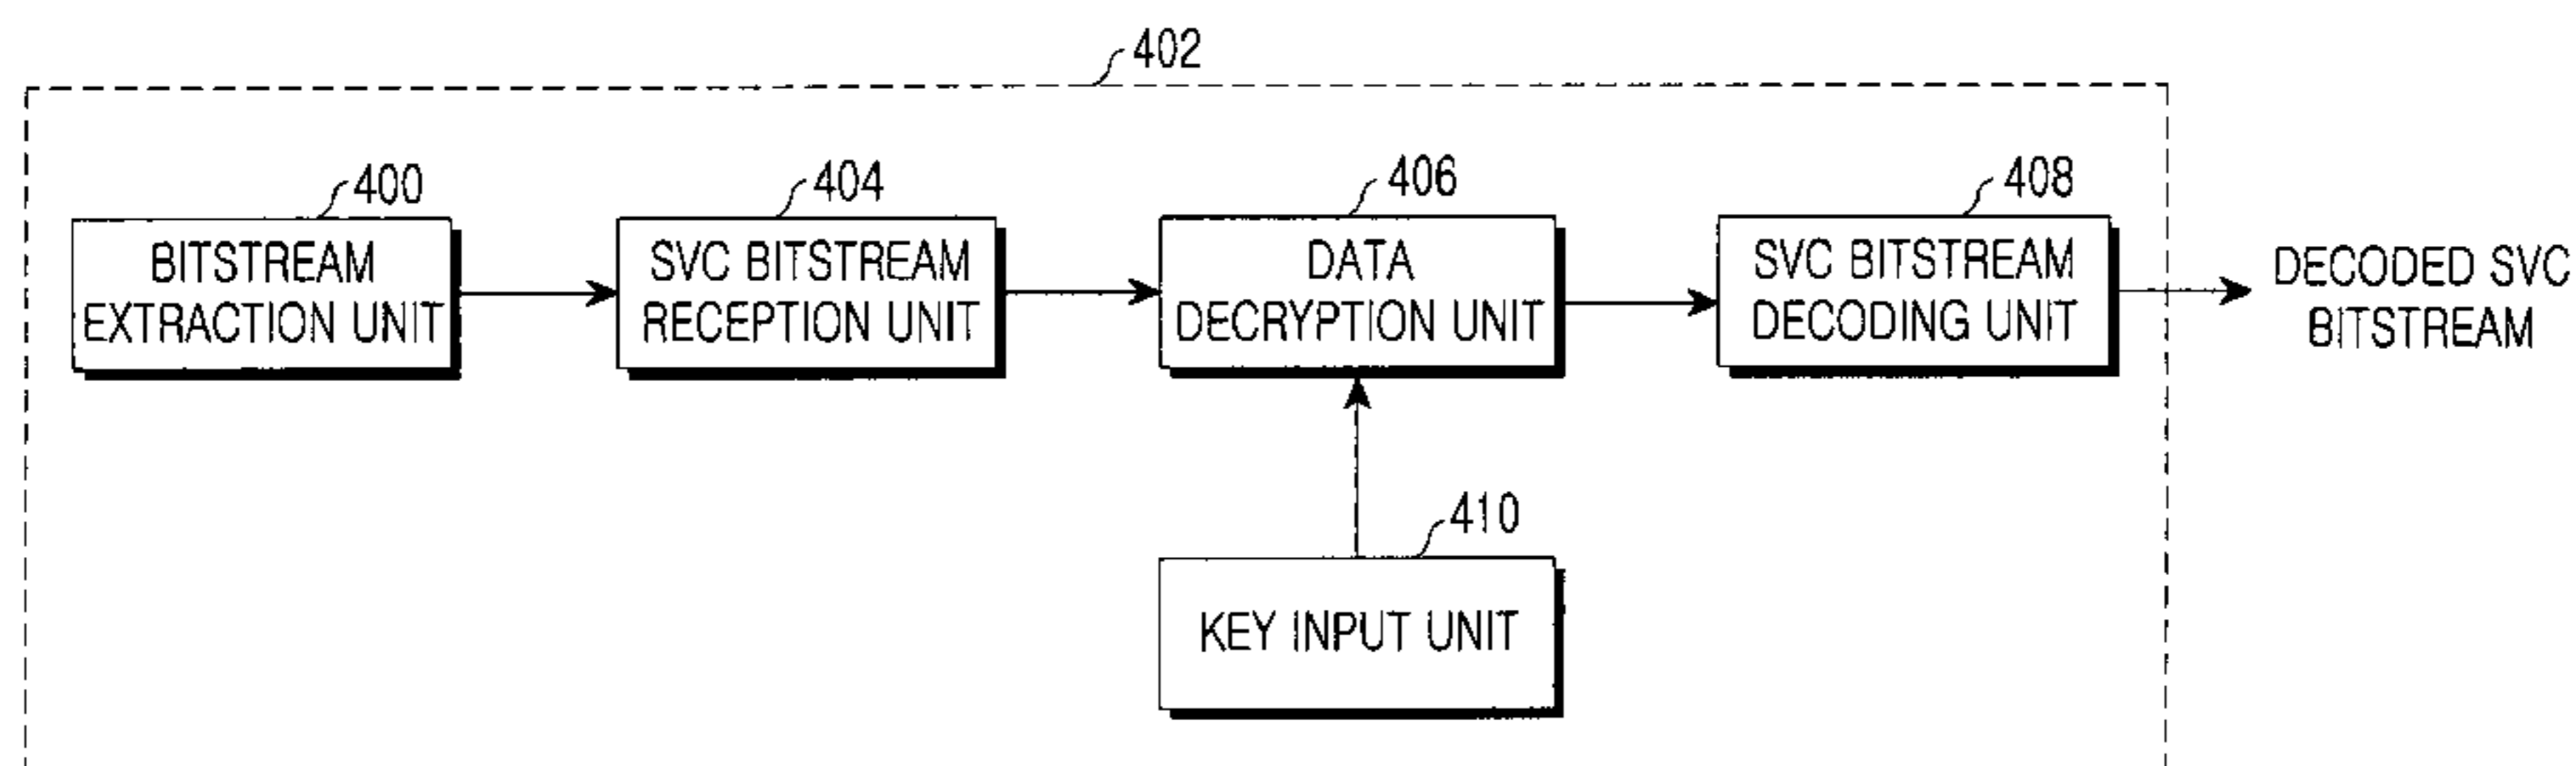 402
400
BITSTREAM
EXTRACTION UNIT
404
SVC BITSTREAM
RECEPTION UNIT
406
DATA
DECRYPTION UNIT
408
SVC BITSTREAM
DECODING UNIT
DECODED SVC
BITSTREAM
410
KEY INPUT UNIT